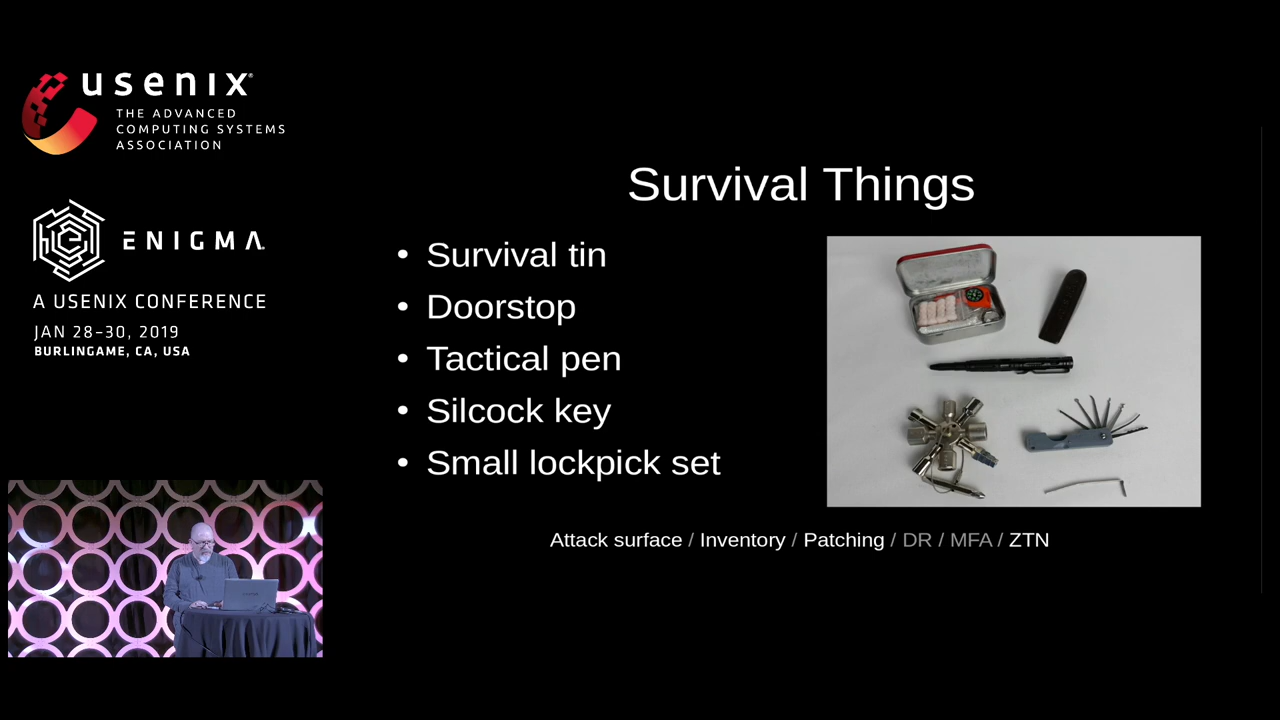 usenix®
THE ADVANCED
COMPUTING SYSTEMS
ASSOCIATION
ENIGMA
A USENIX CONFERENCE
JAN 28–30, 2019
BURLINGAME, CA, USA
Survival Things
• Survival tin
• Doorstop
• Tactical pen
• Silcock key
• Small lockpick set
Attack surface / Inventory / Patching / DR / MFA / ZTN